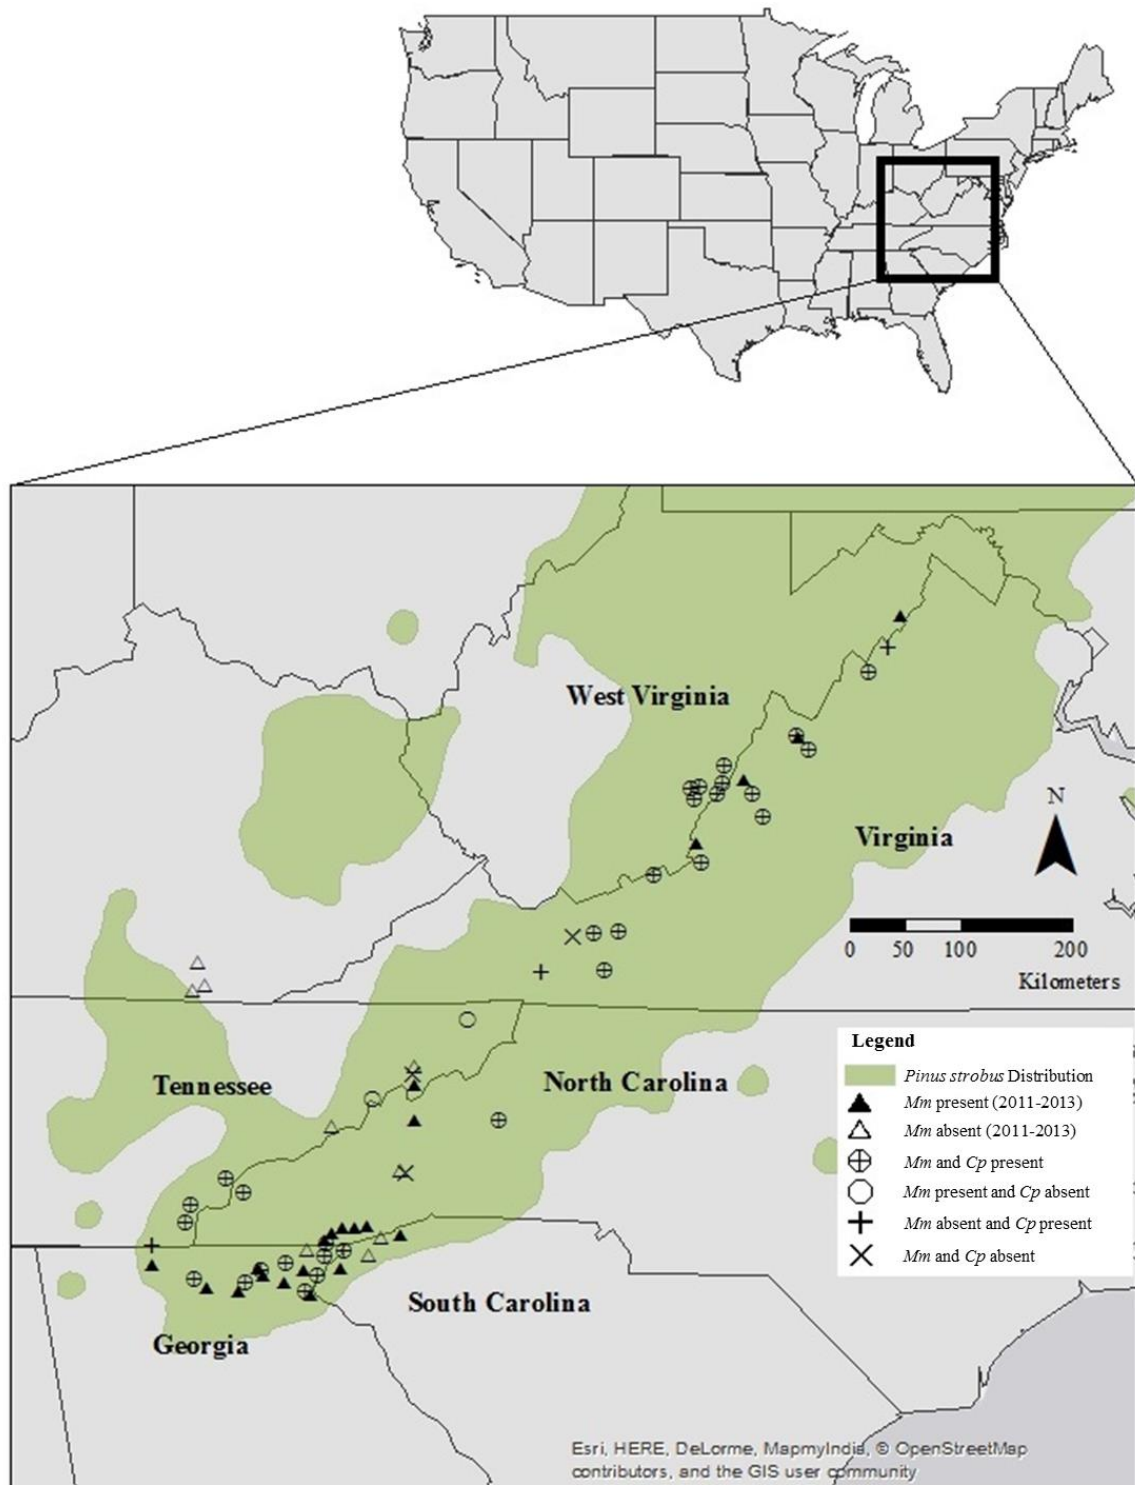 West Virginia
N
Virginia
0 50 100 200
Kilometers
Legend
Pinus strobus Distribution
Mm present (2011-2013)
Mm absent (2011-2013)
Mm and Cp present
Mm present and Cp absent
Mm absent and Cp present
Mm and Cp absent
Tennessee
North Carolina
South Carolina
Georgia
Esri, HERE, DeLorme, MapmyIndia, © OpenStreetMap
contributors, and the GIS user community